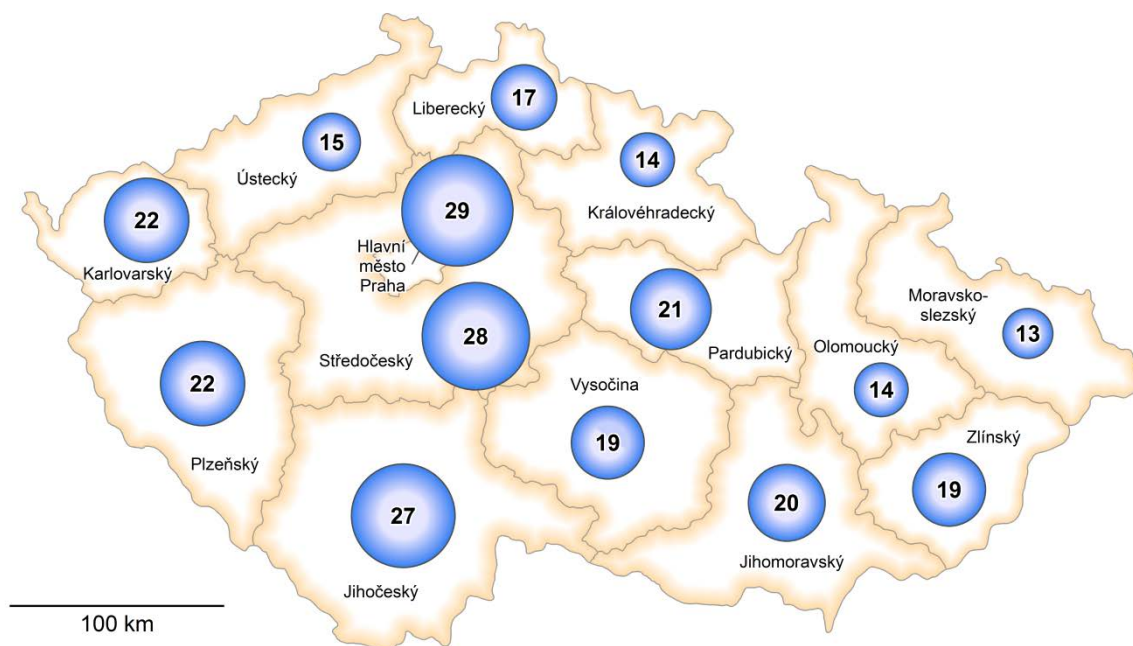 17
Liberecký
15
Ústecký
14
Královéhradecký
22
Karlovarský
29
Hlavní
město
Praha
28
Středočeský
21
Pardubický
Moravsko-
slezský
13
Olomoucký
14
22
Plzeňský
Vysočina
19
Zlínský
19
27
Jihočeský
20
Jihomoravský
100 km